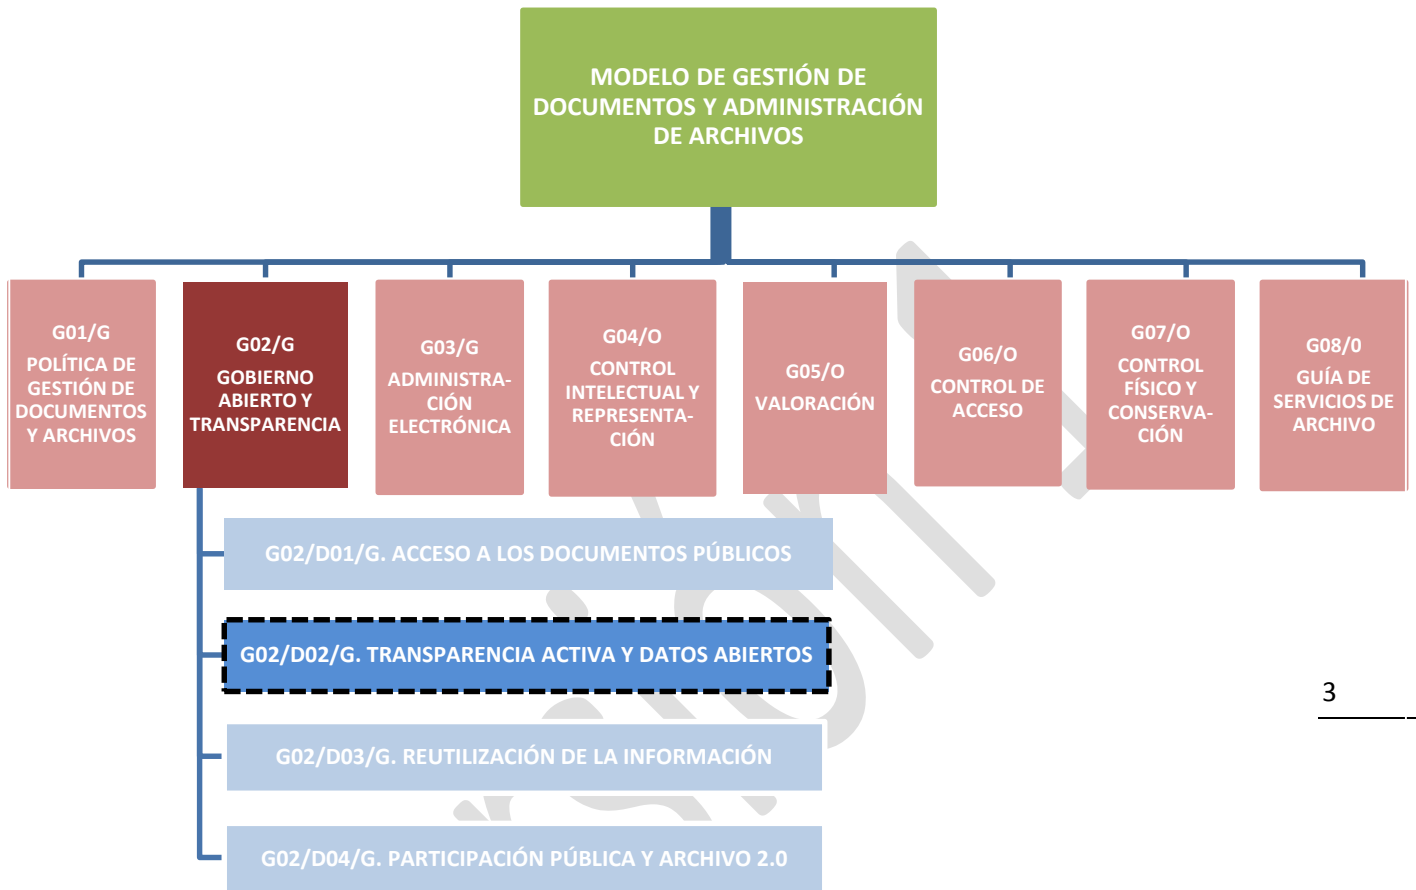 MODELO DE GESTIÓN DE
DOCUMENTOS Y ADMINISTRACIÓN
DE ARCHIVOS
G01/G
POLÍTICA DE
GESTIÓN DE
DOCUMENTOS
Y ARCHIVOS
G02/G
GOBIERNO
ABIERTO Y
TRANSPARENCIA
G03/G
ADMINISTRA-
CIÓN
ELECTRÓNICA
G04/O
CONTROL
INTELECTUAL Y
REPRESENTA-
CIÓN
G05/O
VALORACIÓN
G06/O
CONTROL DE
ACCESO
G07/O
CONTROL
FÍSICO Y
CONSERVA-
CIÓN
G08/0
GUÍA DE
SERVICIOS DE
ARCHIVO
G02/D01/G. ACCESO A LOS DOCUMENTOS PÚBLICOS
G02/D02/G. TRANSPARENCIA ACTIVA Y DATOS ABIERTOS
G02/D03/G. REUTILIZACIÓN DE LA INFORMACIÓN
G02/D04/G. PARTICIPACIÓN PÚBLICA Y ARCHIVO 2.0
3